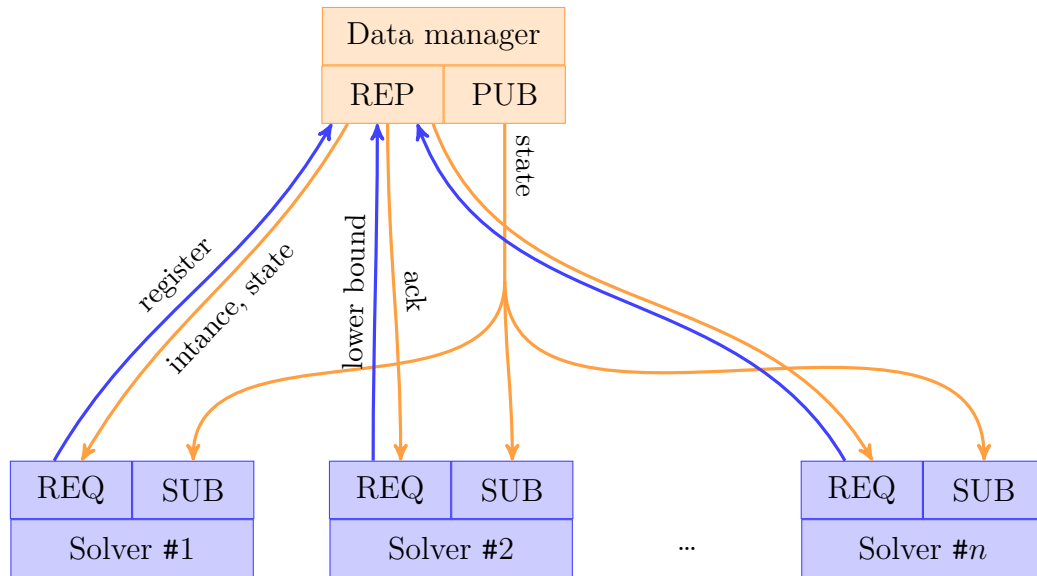 Data manager
REP PUB
state
register
intance, state
lower bound
ack
REQ SUB REQ SUB REQ SUB
Solver #1 Solver #2 ... Solver #n